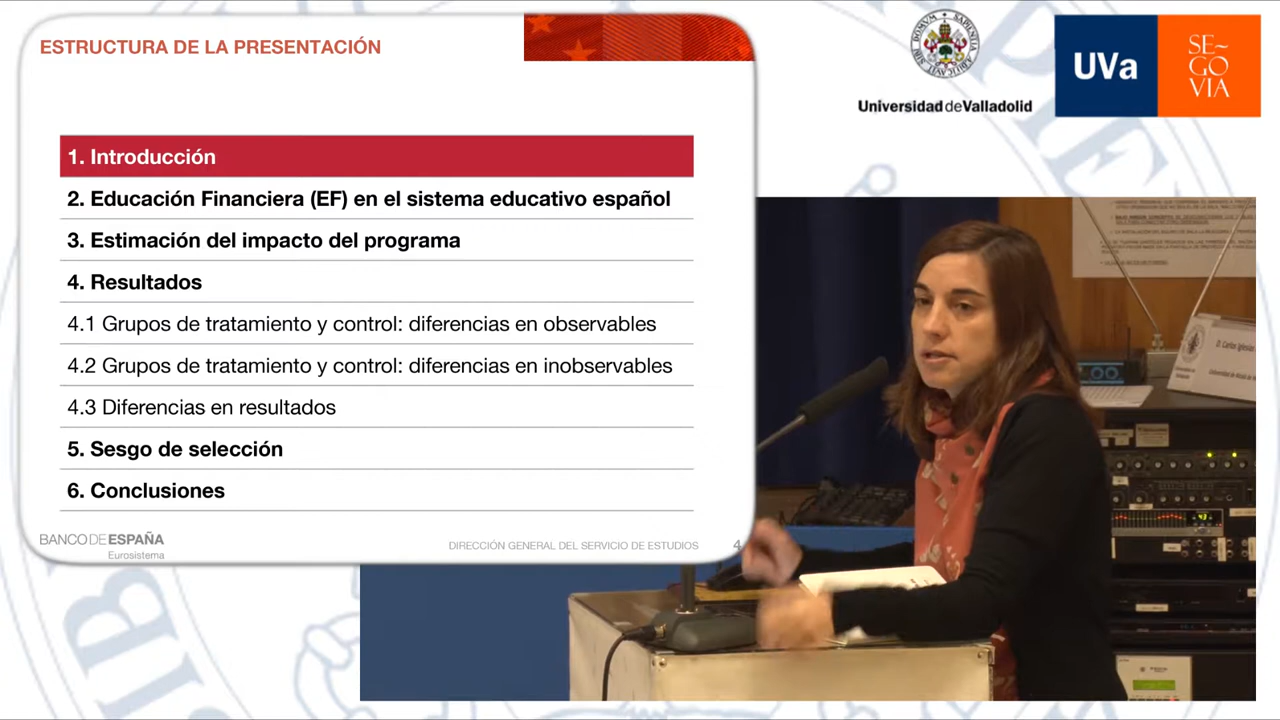 ESTRUCTURA DE LA PRESENTACIÓN
1. Introducción
2. Educación Financiera (EF) en el sistema educativo español
3. Estimación del impacto del programa
4. Resultados
4.1 Grupos de tratamiento y control: diferencias en observables
4.2 Grupos de tratamiento y control: diferencias en inobservables
4.3 Diferencias en resultados
5. Sesgo de selección
6. Conclusiones
BANCO DE ESPAÑA
Eurosistema
DIRECCIÓN GENERAL DEL SERVICIO DE ESTUDIOS 4
Universidad de Valladolid
UVa
SE~
GO
VIA
D. Carlos Iglesias